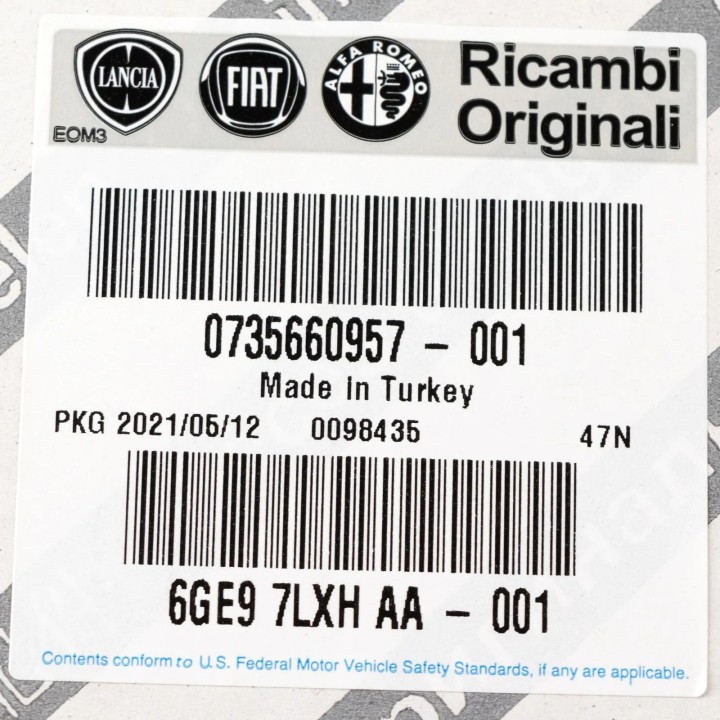 LANCIA FIAT ALFA ROMEO
Ricambi
Originali
EOM3
0735660957 - 001
Made in Turkey
PKG 2021/05/12 0098435 47N
6GE9 7LXH AA - 001
Contents conform to U.S. Federal Motor Vehicle Safety Standards, if any are applicable.